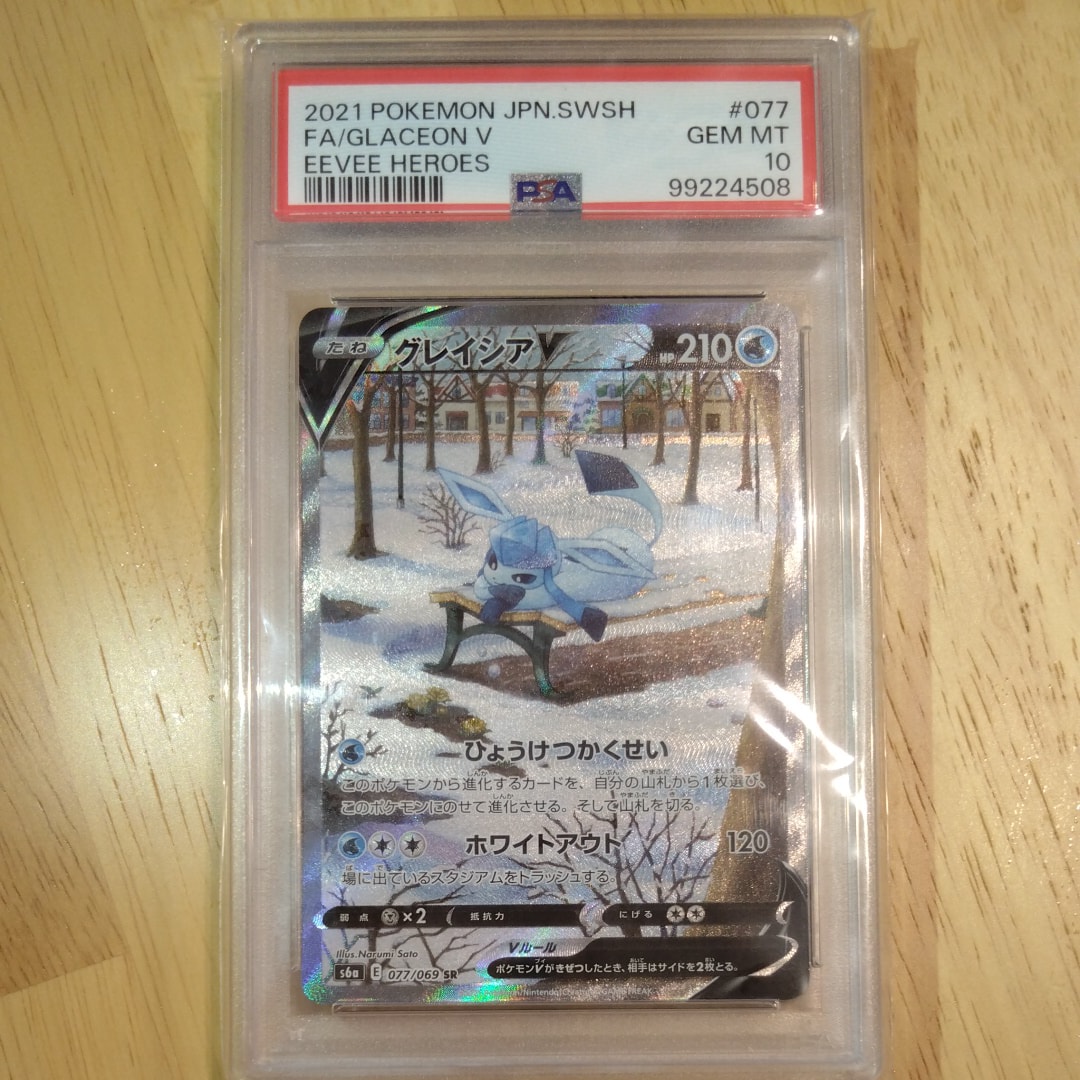 2021 POKEMON JPN.SWSH #077
FA/GLACEON V GEM MT
EEVEE HEROES 10
PSA 99224508
たね グレイシアV HP 210
ひょうけつかくせい
このポケモンから進化するカードを、自分の山札から1枚選び、
このポケモンにのせて進化させる。そして山札を切る。
ホワイトアウト 120
場に出ているスタジアムをトラッシュする。
弱点 ×2 抵抗力 にげる
Illus.Narumi Sato
Vルール
ポケモンVがきぜつしたとき、相手はサイドを2枚とる。
s6a E 077/069 SR